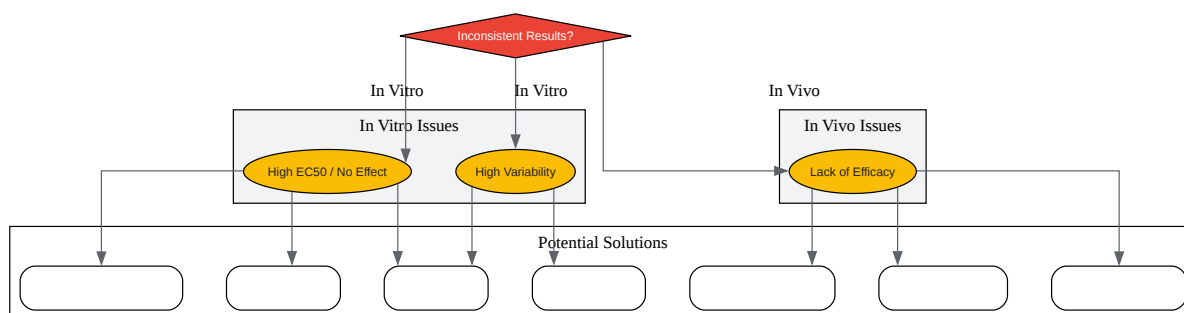 Inconsistent Results?
In Vitro
In Vitro
In Vivo
In Vitro Issues
In Vivo Issues
High EC50 / No Effect
High Variability
Lack of Efficacy
Potential Solutions